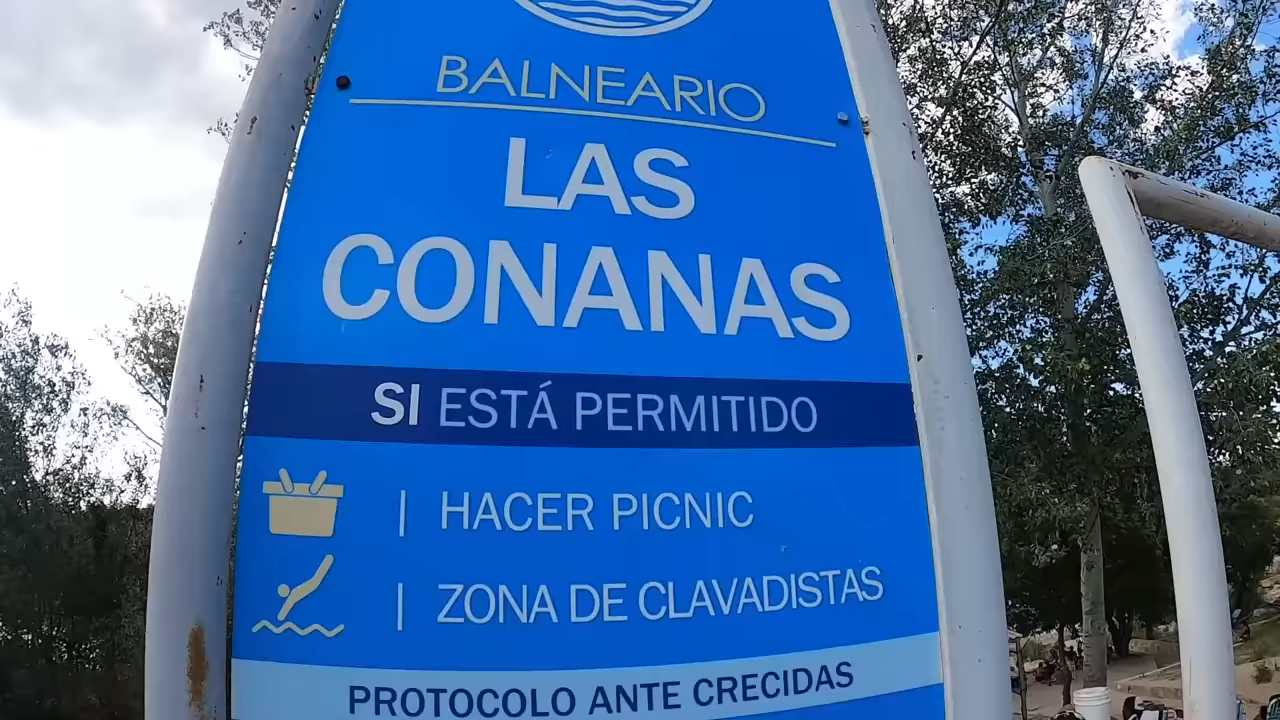 BALNEARIO
LAS
CONANAS
SI ESTÁ PERMITIDO
| HACER PICNIC
| ZONA DE CLAVADISTAS
PROTOCOLO ANTE CRECIDAS